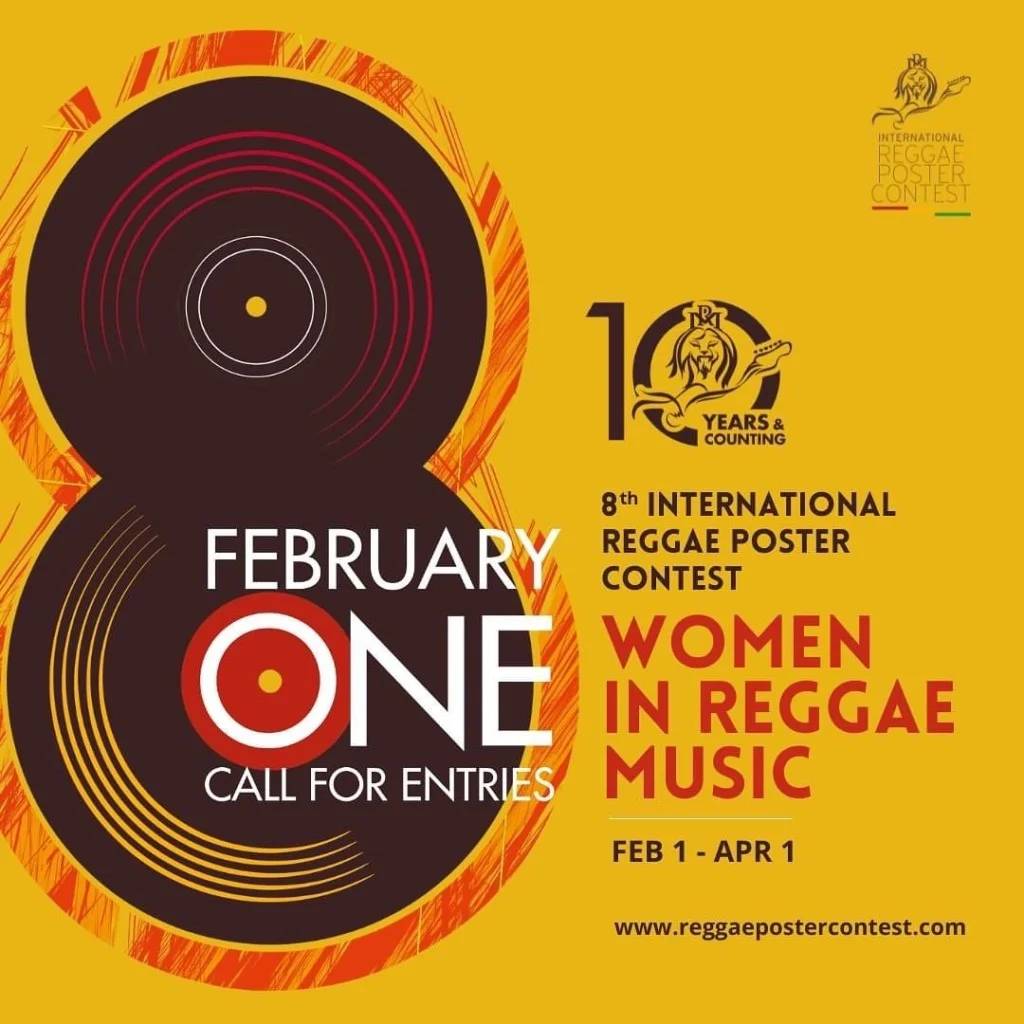 INTERNATIONAL
REGGAE
POSTER
CONTEST
10
YEARS &
COUNTING
8th INTERNATIONAL
REGGAE POSTER
CONTEST
WOMEN
IN REGGAE
MUSIC
FEB 1 - APR 1
www.reggaepostercontest.com
FEBRUARY
ONE
CALL FOR ENTRIES